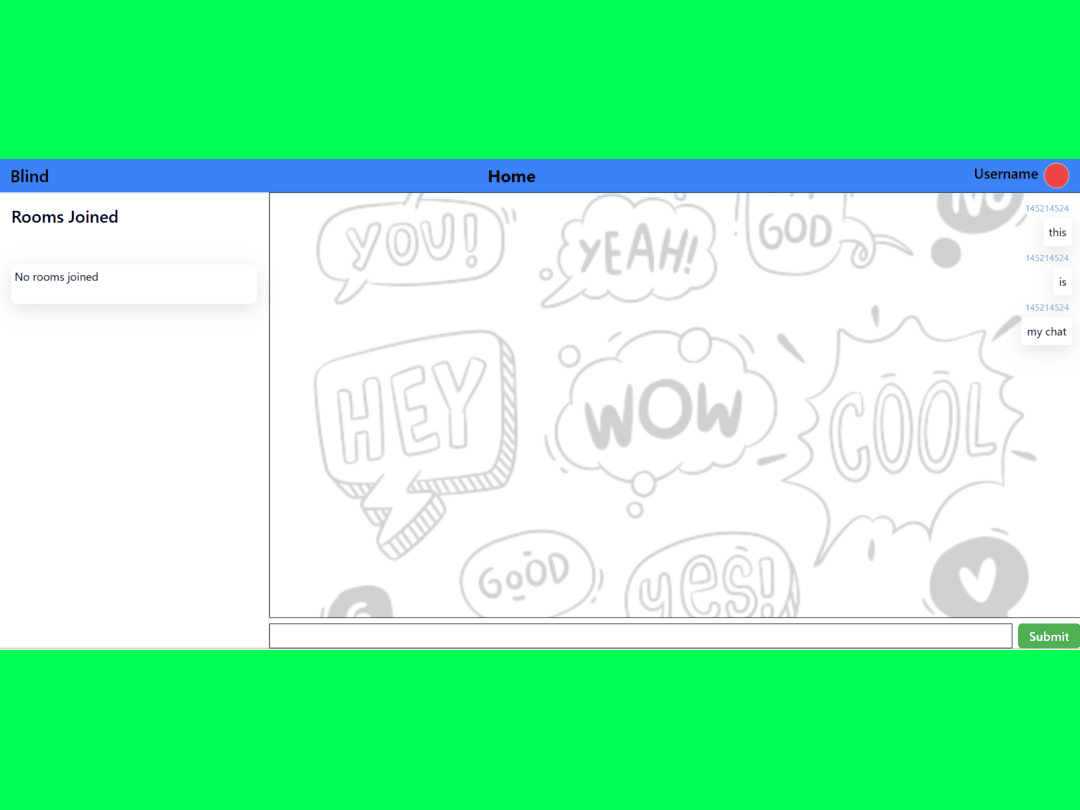 Blind
Home
Username
Rooms Joined
No rooms joined
145214524
this
145214524
is
145214524
my chat
YOU!
YEAH!
GOD
NO
HEY
WOW
COOL
GOOD
yes!
Submit